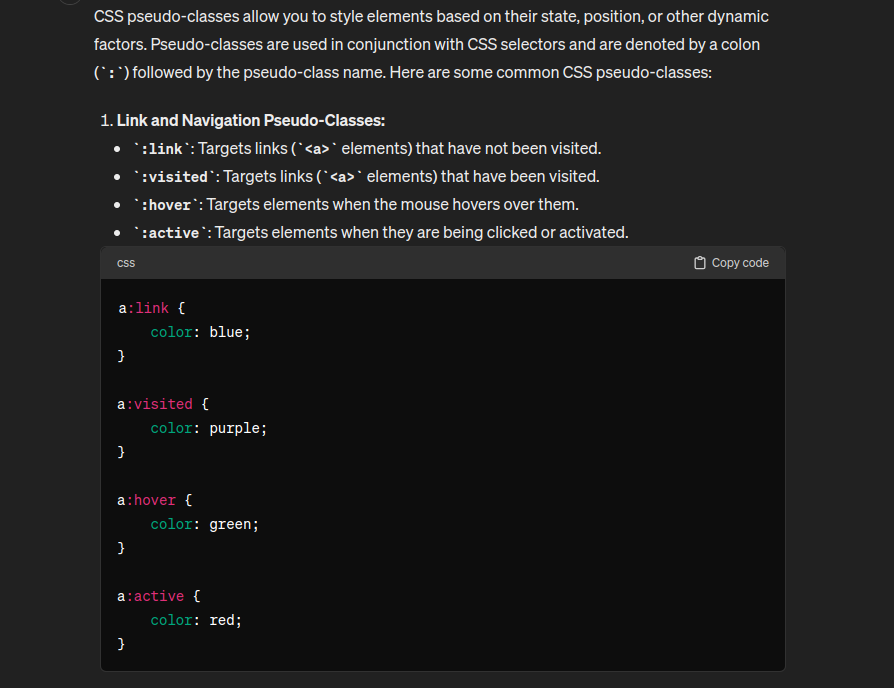 CSS pseudo-classes allow you to style elements based on their state, position, or other dynamic
factors. Pseudo-classes are used in conjunction with CSS selectors and are denoted by a colon
(`:`) followed by the pseudo-class name. Here are some common CSS pseudo-classes:
1. Link and Navigation Pseudo-Classes:
• `:link`: Targets links (`<a>` elements) that have not been visited.
• `:visited`: Targets links (`<a>` elements) that have been visited.
• `:hover`: Targets elements when the mouse hovers over them.
• `:active`: Targets elements when they are being clicked or activated.
css Copy code
a:link {
    color: blue;
}
a:visited {
    color: purple;
}
a:hover {
    color: green;
}
a:active {
    color: red;
}